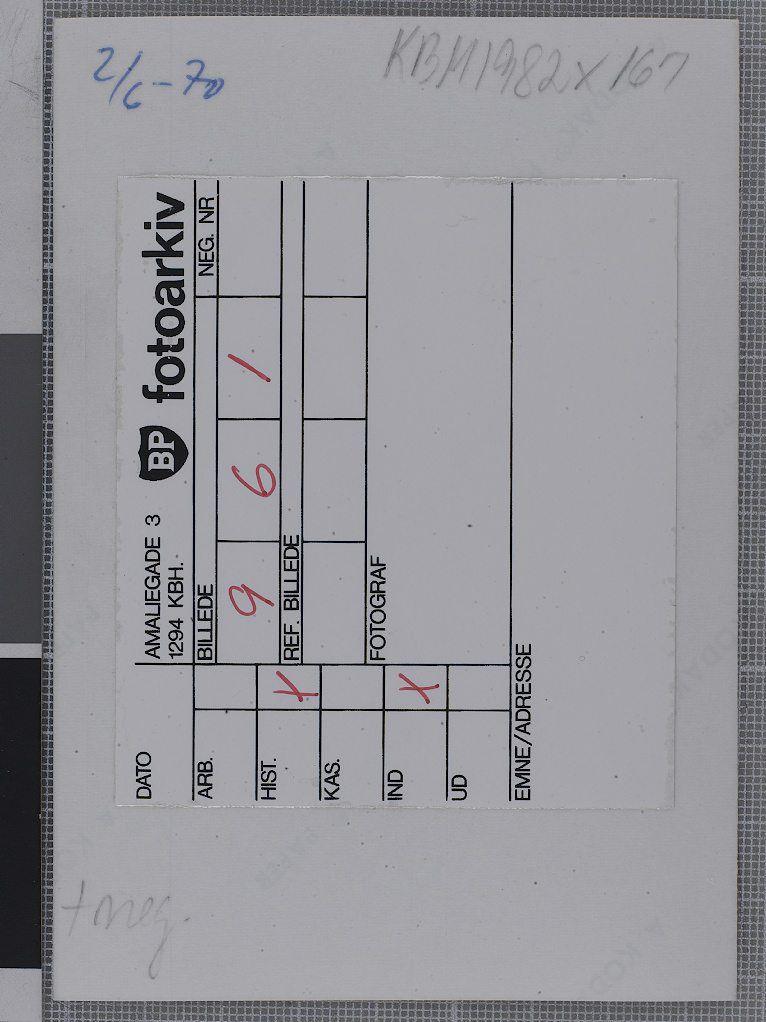 2/6-70
KBM1982x167
DATO
AMALIEGADE 3
1294 KBH.
BP fotoarkiv
ARB.
HIST. x
KAS.
IND x
UD
BILLEDE NEG. NR
9 6 1
REF. BILLEDE
FOTOGRAF
EMNE/ADRESSE
+neg.